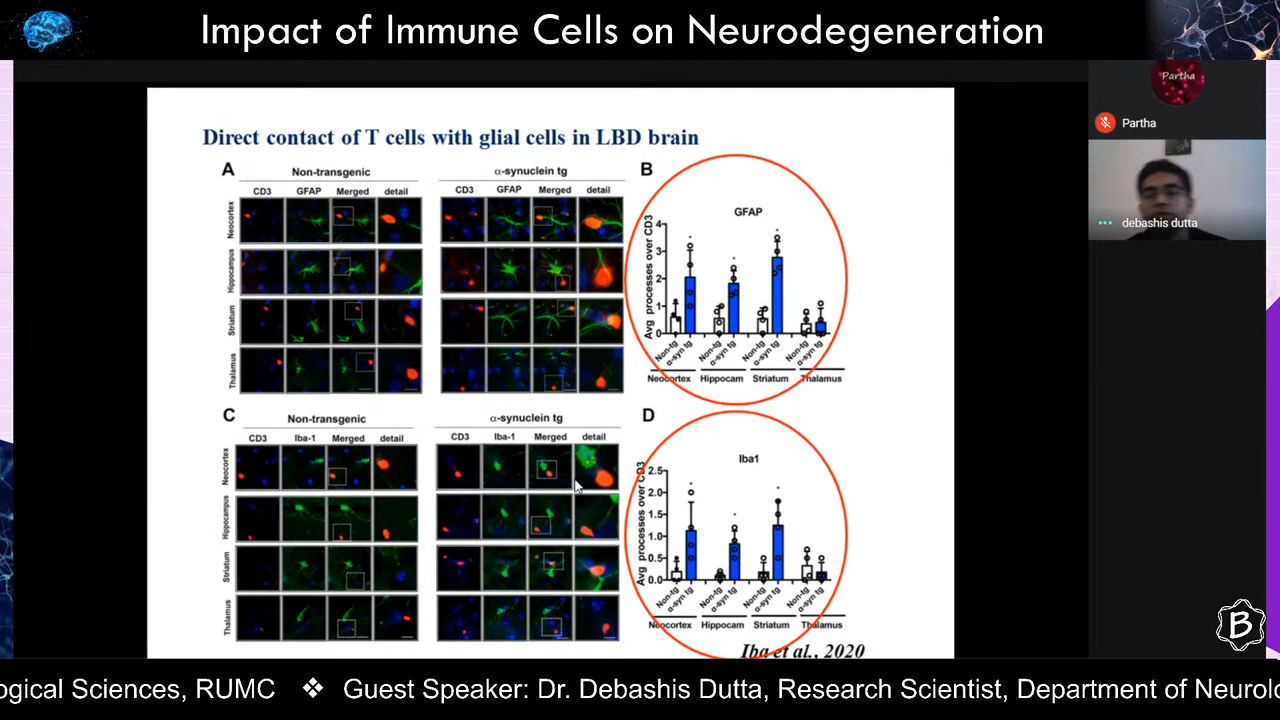 Impact of Immune Cells on Neurodegeneration
Partha
Partha
debashis dutta
Direct contact of T cells with glial cells in LBD brain
A
Non-transgenic
α-synuclein tg
CD3 GFAP Merged detail
CD3 GFAP Merged detail
Neocortex
Hippocampus
Striatum
Thalamus
B
GFAP
Avg processes over CD3
4
3
2
1
0
* * *
Non-tg α-syn tg Non-tg α-syn tg Non-tg α-syn tg Non-tg α-syn tg
Neocortex Hippocam Striatum Thalamus
C
Non-transgenic
α-synuclein tg
CD3 Iba-1 Merged detail
CD3 Iba-1 Merged detail
Neocortex
Hippocampus
Striatum
Thalamus
D
Iba1
Avg processes over CD3
2.5
2.0
1.5
1.0
0.5
0.0
* * *
Non-tg α-syn tg Non-tg α-syn tg Non-tg α-syn tg Non-tg α-syn tg
Neocortex Hippocam Striatum Thalamus
Iba et al., 2020
B
ogical Sciences, RUMC ❖ Guest Speaker: Dr. Debashis Dutta, Research Scientist, Department of Neurolo